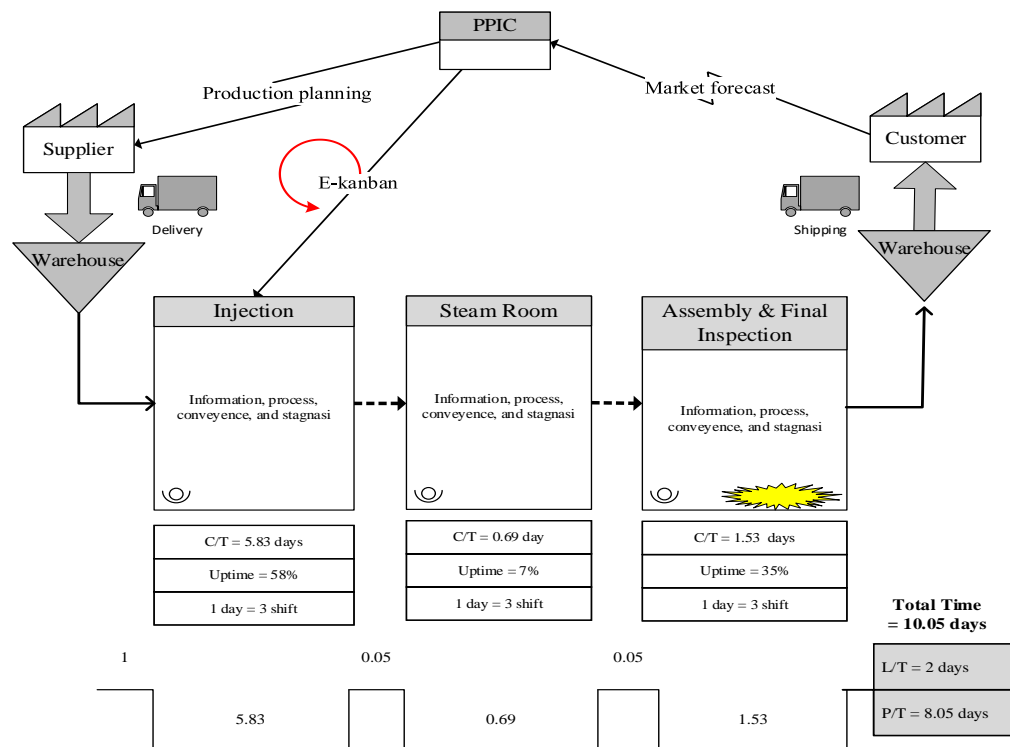 PPIC
Production planning
Market forecast
Supplier
Customer
E-kanban
Delivery
Shipping
Warehouse
Warehouse
Injection
Steam Room
Assembly & Final
Inspection
Information, process,
conveyence, and stagnasi
Information, process,
conveyence, and stagnasi
Information, process,
conveyence, and stagnasi
C/T = 5.83 days
Uptime = 58%
1 day = 3 shift
C/T = 0.69 day
Uptime = 7%
1 day = 3 shift
C/T = 1.53 days
Uptime = 35%
1 day = 3 shift
Total Time
= 10.05 days
1
0.05
0.05
L/T = 2 days
5.83
0.69
1.53
P/T = 8.05 days